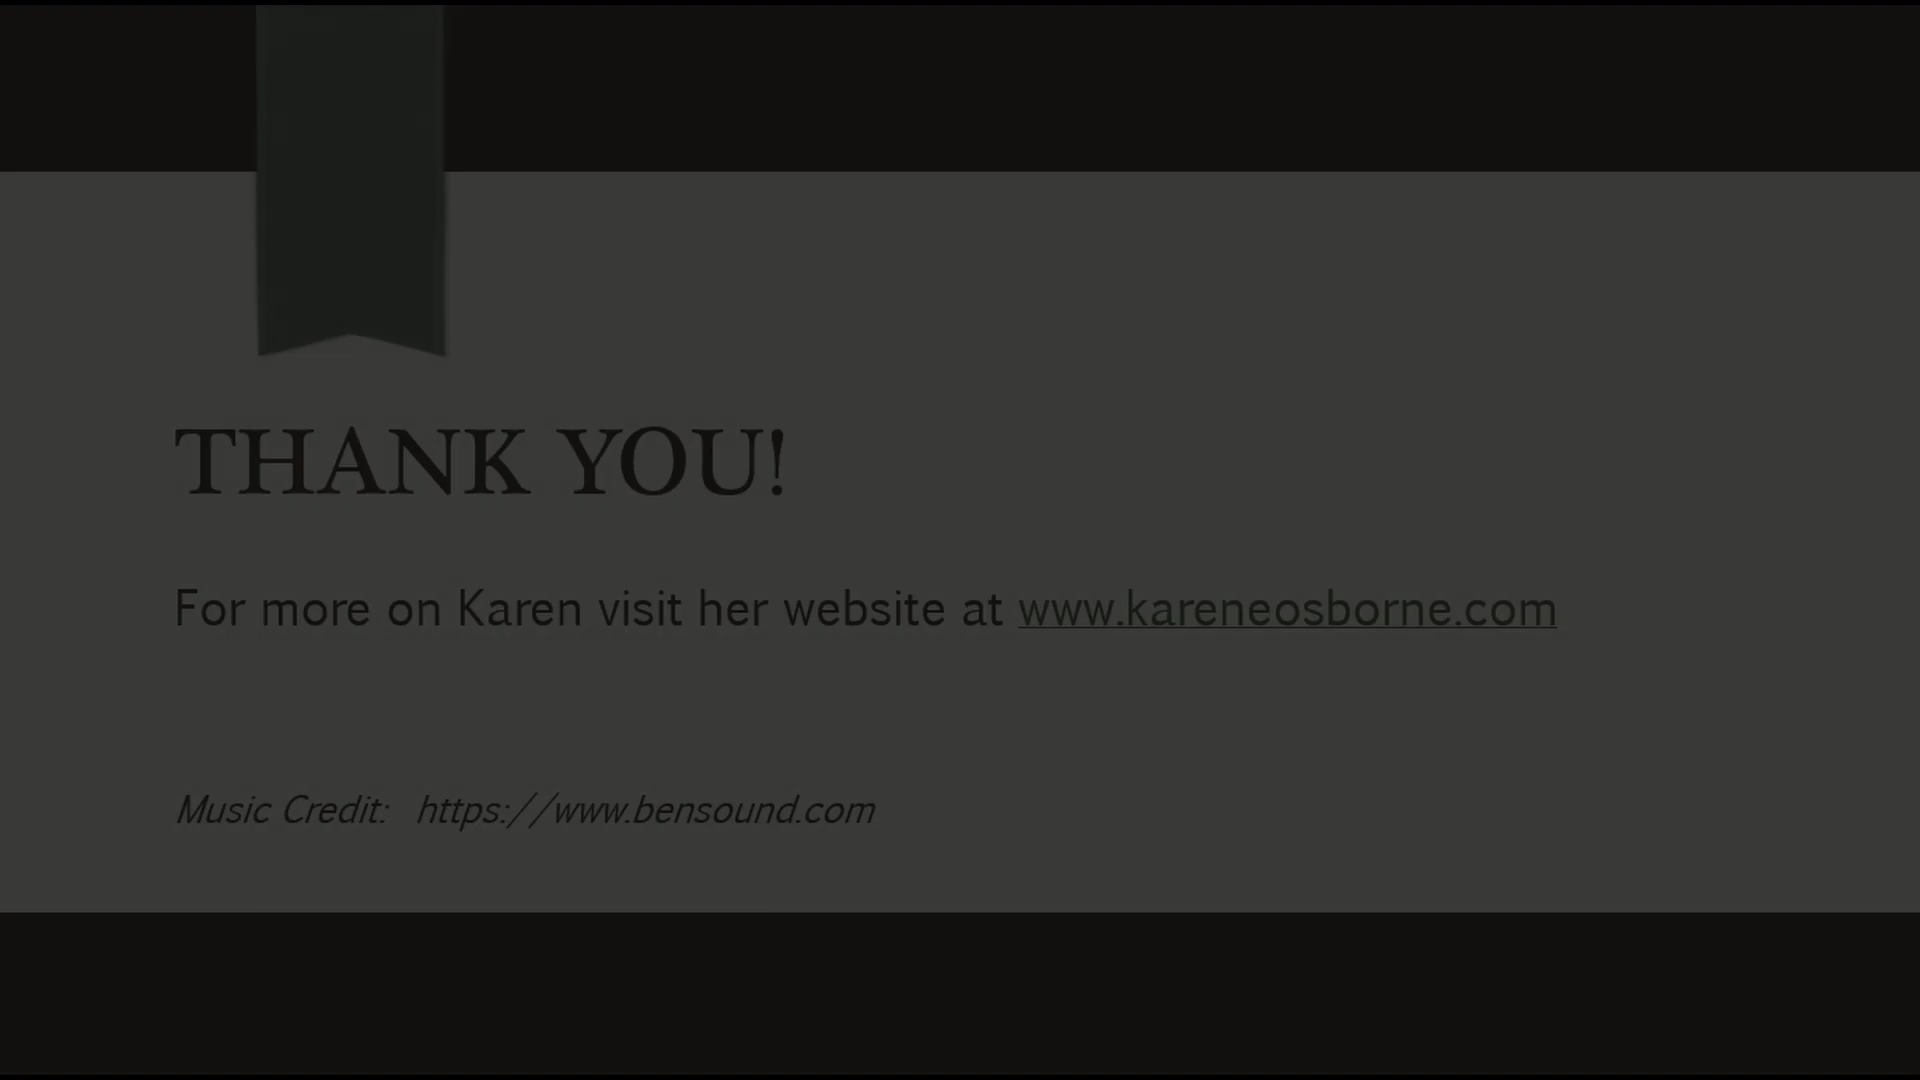 THANK YOU!
For more on Karen visit her website at www.kareneosborne.com
Music Credit: https://www.bensound.com